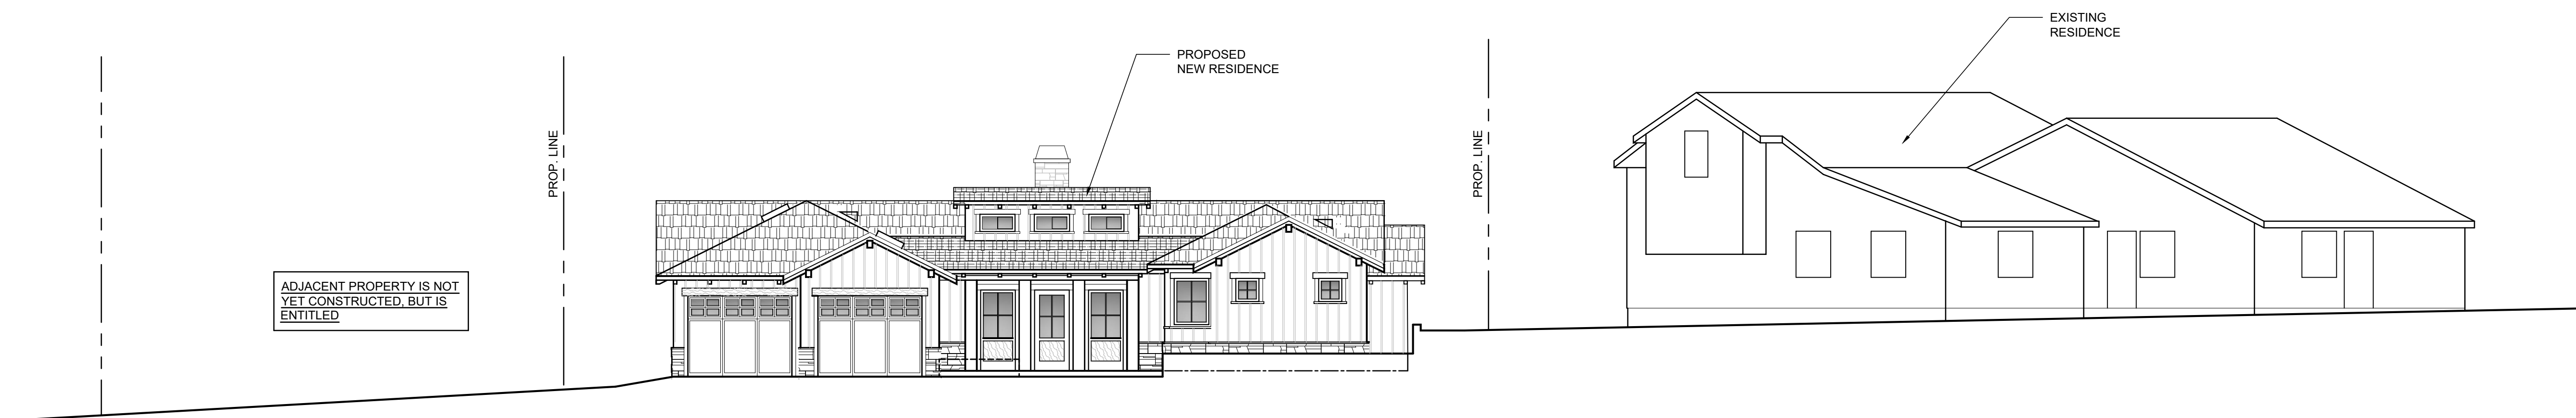 EXISTING
RESIDENCE
PROPOSED
NEW RESIDENCE
PROP. LINE
PROP. LINE
ADJACENT PROPERTY IS NOT
YET CONSTRUCTED, BUT IS
ENTITLED